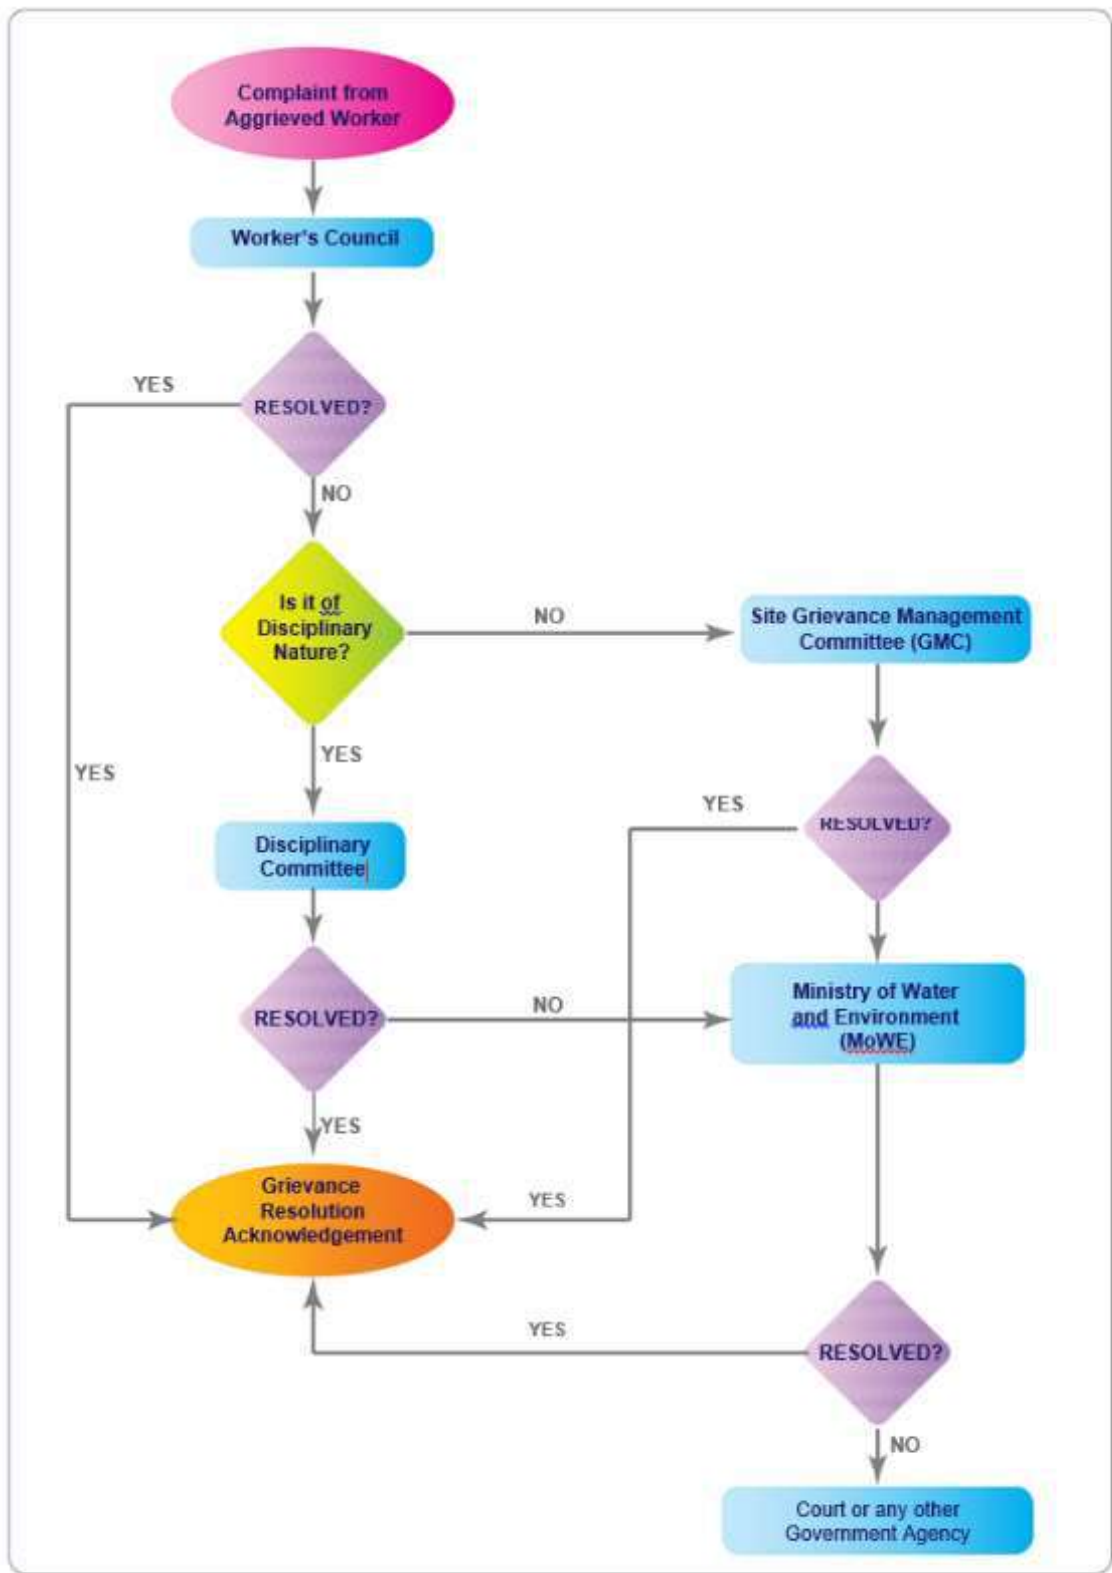 Complaint from
Aggrieved Worker
Worker's Council
YES
RESOLVED?
NO
Is it of
Disciplinary
Nature?
NO
Site Grievance Management
Committee (GMC)
YES
YES
YES
RESOLVED?
Disciplinary
Committee
RESOLVED?
NO
Ministry of Water
and Environment
(MoWE)
YES
Grievance
Resolution
Acknowledgement
YES
YES
RESOLVED?
NO
Court or any other
Government Agency